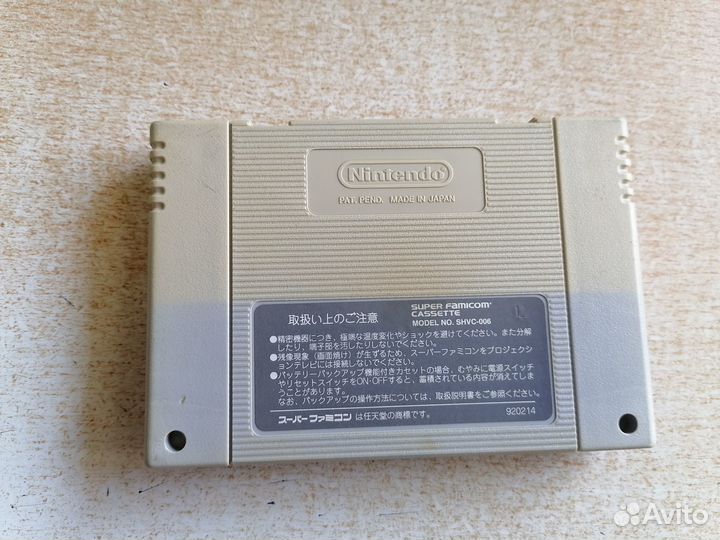 Nintendo
PAT. PEND. MADE IN JAPAN
SUPER FAMICOM
CASSETTE
MODEL NO. SHVC-006
取扱い上のご注意
●精密機器につき、極端な温度変化やショックを避けてください。また分解
したり、端子部を汚したりしないでください。
●残像現象(画面焼け)が生ずるため、スーパーファミコンをプロジェクシ
ョンテレビには接続しないでください。
●バッテリーバックアップ機能付きカセットの場合、むやみに電源スイッチ
やリセットスイッチをON・OFFすると、蓄積されている内容が消えてしま
うことがあります。
なお、バックアップの操作方法については、取扱説明書をご参照ください。
スーパーファミコン は任天堂の商標です。
920214
Avito